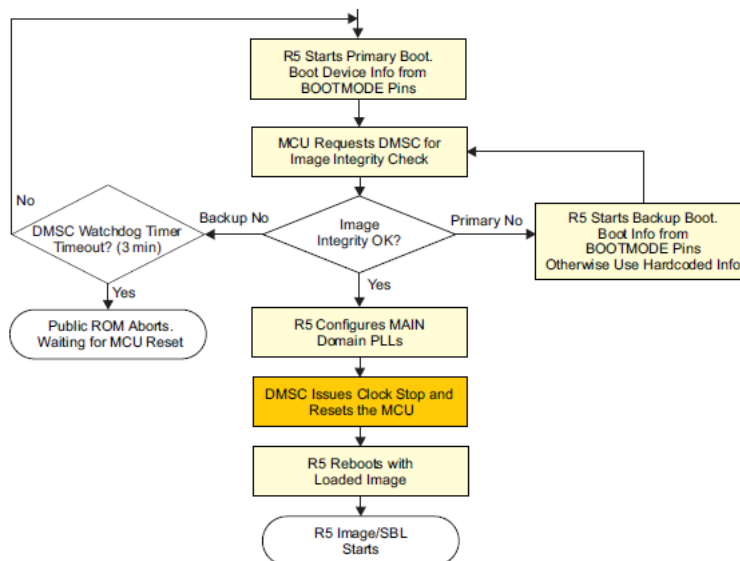 R5 Starts Primary Boot.
Boot Device Info from
BOOTMODE Pins
MCU Requests DMSC for
Image Integrity Check
No
DMSC Watchdog Timer
Timeout? (3 min)
Backup No
Image
Integrity OK?
Primary No
R5 Starts Backup Boot.
Boot Info from
BOOTMODE Pins
Otherwise Use Hardcoded Info
Yes
Public ROM Aborts.
Waiting for MCU Reset
Yes
R5 Configures MAIN
Domain PLLs
DMSC Issues Clock Stop and
Resets the MCU
R5 Reboots with
Loaded Image
R5 Image/SBL
Starts